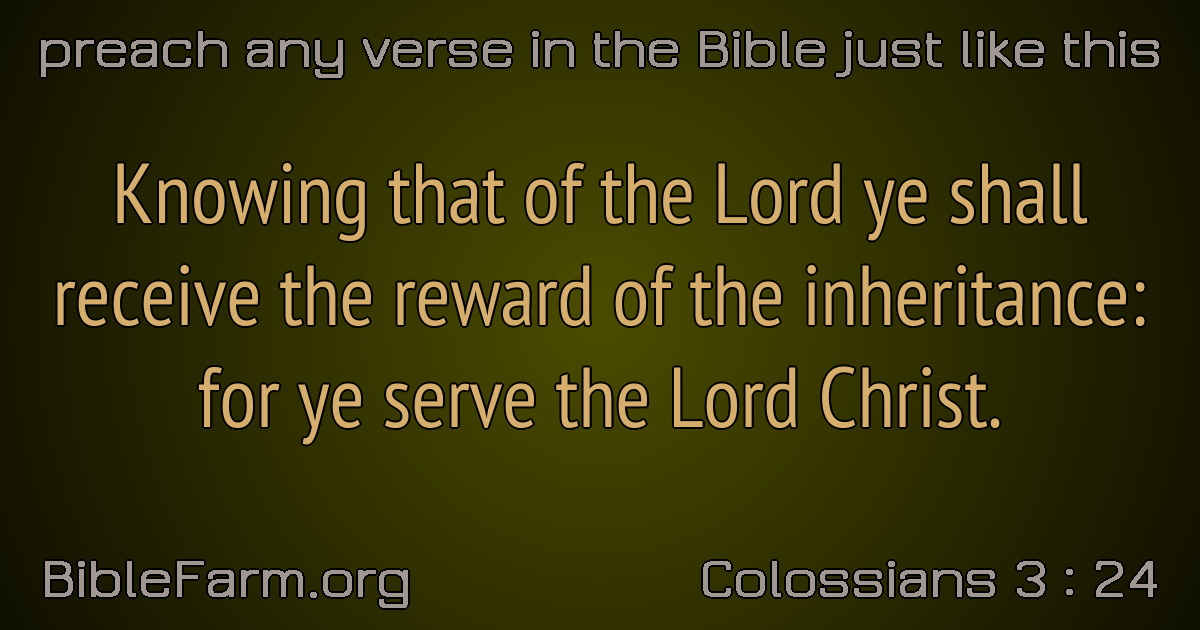 preach any verse in the Bible just like this
Knowing that of the Lord ye shall
receive the reward of the inheritance:
for ye serve the Lord Christ.
BibleFarm.org
Colossians 3 : 24